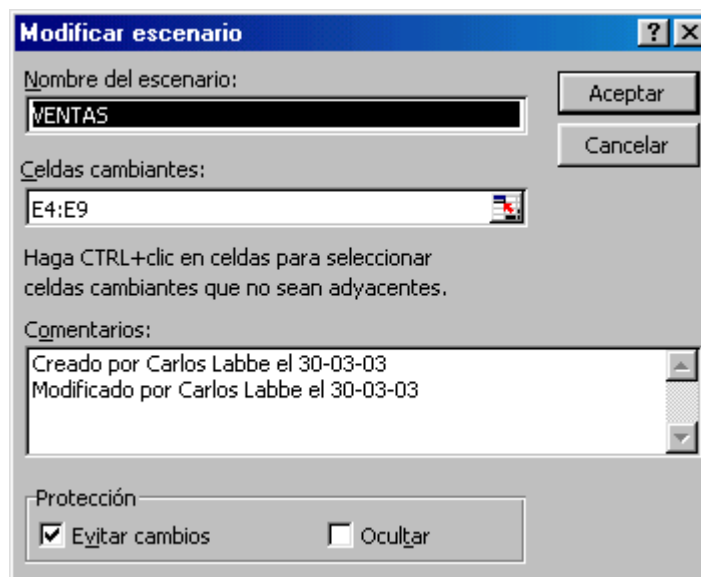 Modificar escenario
Nombre del escenario:
VENTAS
Aceptar
Cancelar
Celdas cambiantes:
E4:E9
Haga CTRL+clic en celdas para seleccionar
celdas cambiantes que no sean adyacentes.
Comentarios:
Creado por Carlos Labbe el 30-03-03
Modificado por Carlos Labbe el 30-03-03
Protección
Evitar cambios
Ocultar